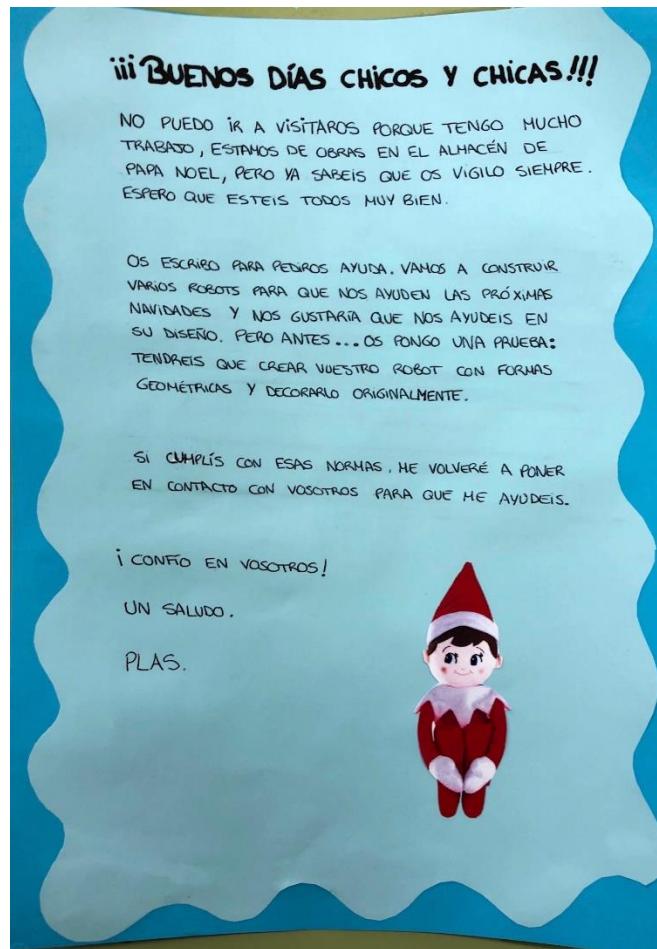 ¡¡¡BUENOS DÍAS CHICOS Y CHICAS!!!
NO PUEDO IR A VISITAROS PORQUE TENGO MUCHO
TRABAJO, ESTAMOS DE OBRAS EN EL ALMACÉN DE
PAPA NOEL, PERO YA SABEIS QUE OS VIGILO SIEMPRE.
ESPERO QUE ESTEIS TODOS MUY BIEN.
OS ESCRIBO PARA PEDIROS AYUDA. VAMOS A CONSTRUIR
VARIOS ROBOTS PARA QUE NOS AYUDEN LAS PRÓXIMAS
NAVIDADES Y NOS GUSTARÍA QUE NOS AYUDEIS EN
SU DISEÑO. PERO ANTES... OS PONGO UNA PRUEBA:
TENDREIS QUE CREAR VUESTRO ROBOT CON FORMAS
GEOMÉTRICAS Y DECORARLO ORIGINALMENTE.
SI CUMPLÍS CON ESAS NORMAS, ME VOLVERÉ A PONER
EN CONTACTO CON VOSOTROS PARA QUE ME AYUDEIS.
¡CONFÍO EN VOSOTROS!
UN SALUDO.
PLAS.